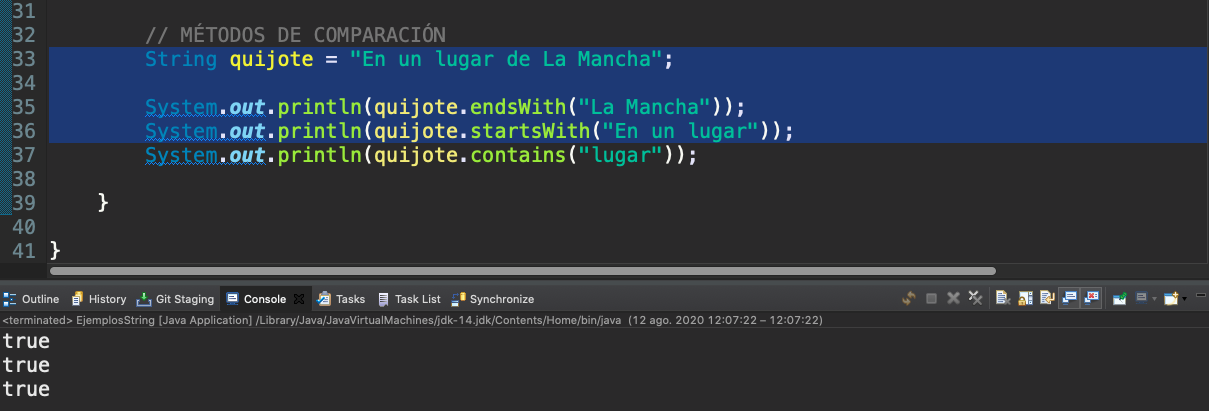 31
32 // MÉTODOS DE COMPARACIÓN
33 String quijote = "En un lugar de La Mancha";
34
35 System.out.println(quijote.endsWith("La Mancha"));
36 System.out.println(quijote.startsWith("En un lugar"));
37 System.out.println(quijote.contains("lugar"));
38
39 }
40
41 }
Outline History Git Staging Console Tasks Task List Synchronize
<terminated> EjemplosString [Java Application] /Library/Java/JavaVirtualMachines/jdk-14.jdk/Contents/Home/bin/java (12 ago. 2020 12:07:22 – 12:07:22)
true
true
true